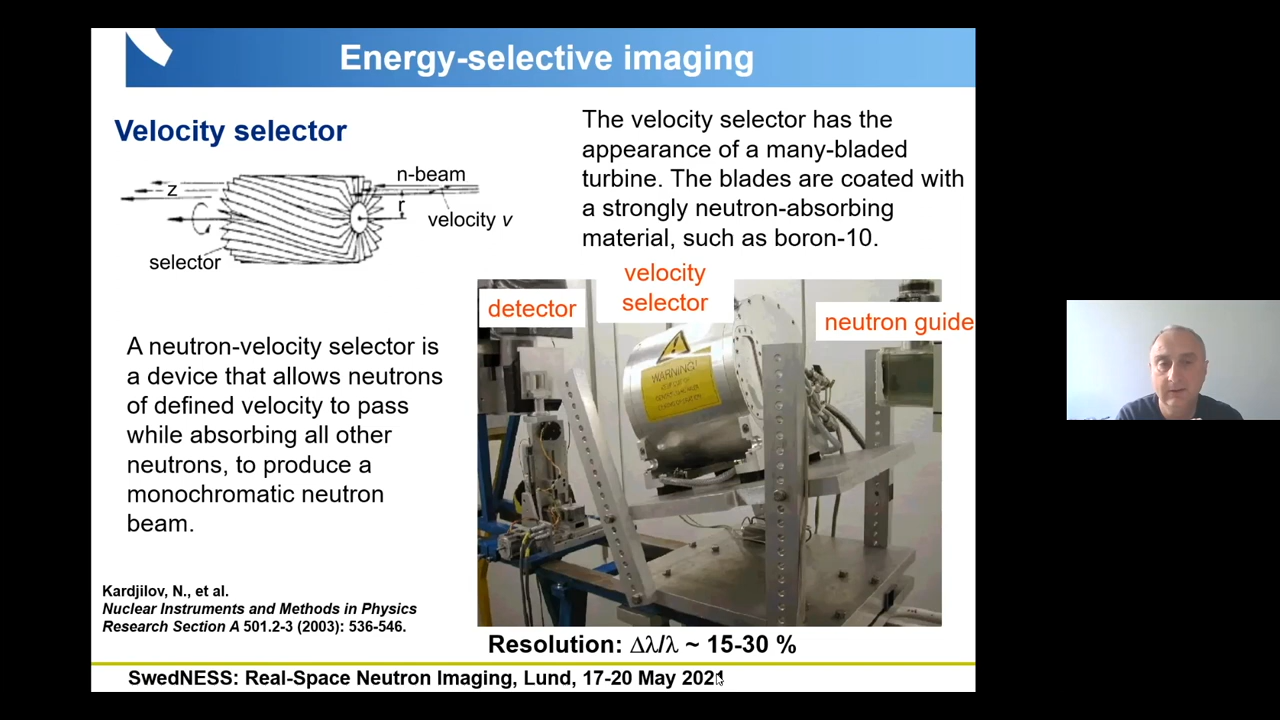 Energy-selective imaging
Velocity selector
z
n-beam
r
velocity v
selector
The velocity selector has the
appearance of a many-bladed
turbine. The blades are coated with
a strongly neutron-absorbing
material, such as boron-10.
detector
velocity
selector
neutron guide
WARNING!
A neutron-velocity selector is
a device that allows neutrons
of defined velocity to pass
while absorbing all other
neutrons, to produce a
monochromatic neutron
beam.
Kardjilov, N., et al.
Nuclear Instruments and Methods in Physics
Research Section A 501.2-3 (2003): 536-546.
Resolution: Δλ/λ ~ 15-30 %
SwedNESS: Real-Space Neutron Imaging, Lund, 17-20 May 2021